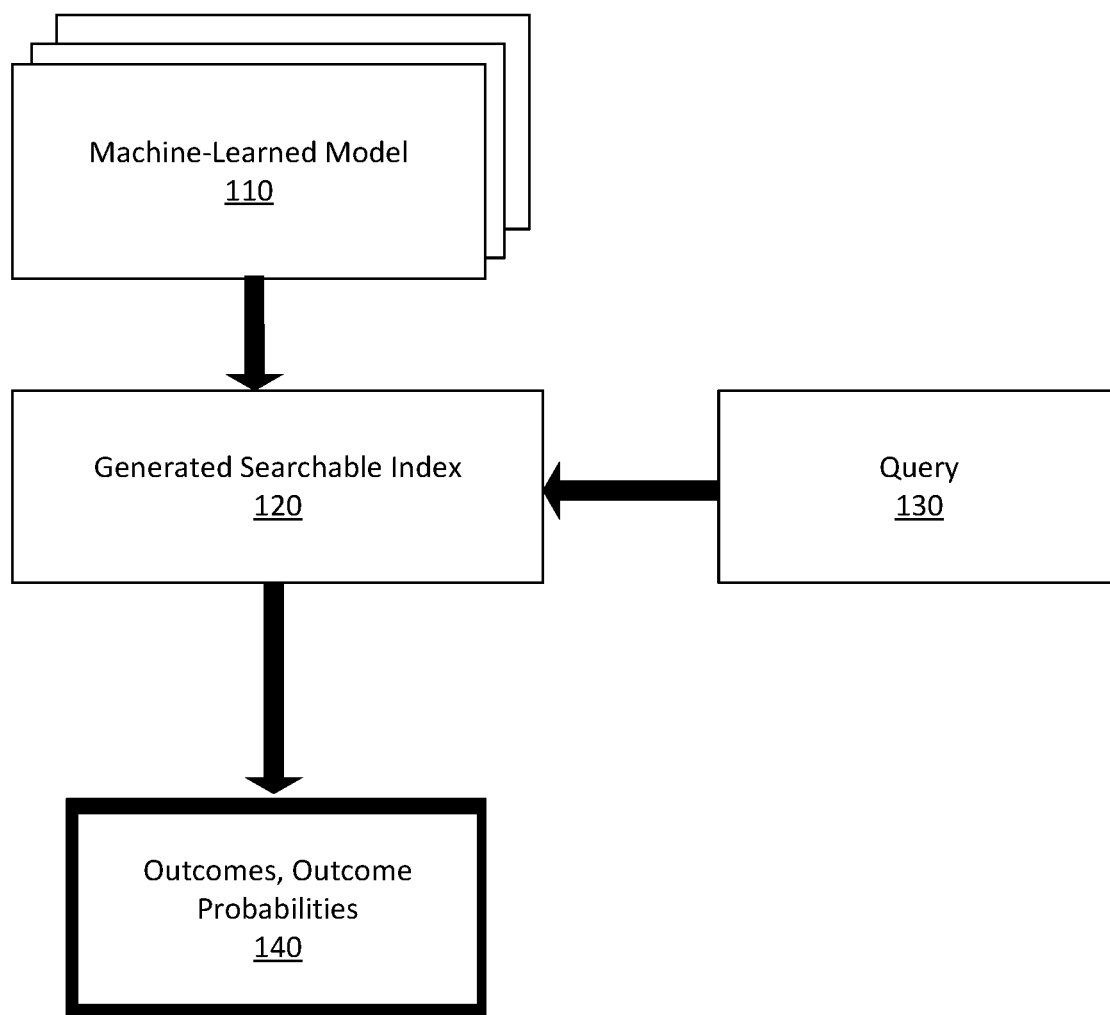 Machine-Learned Model
110
Generated Searchable Index
120
Query
130
Outcomes, Outcome
Probabilities
140